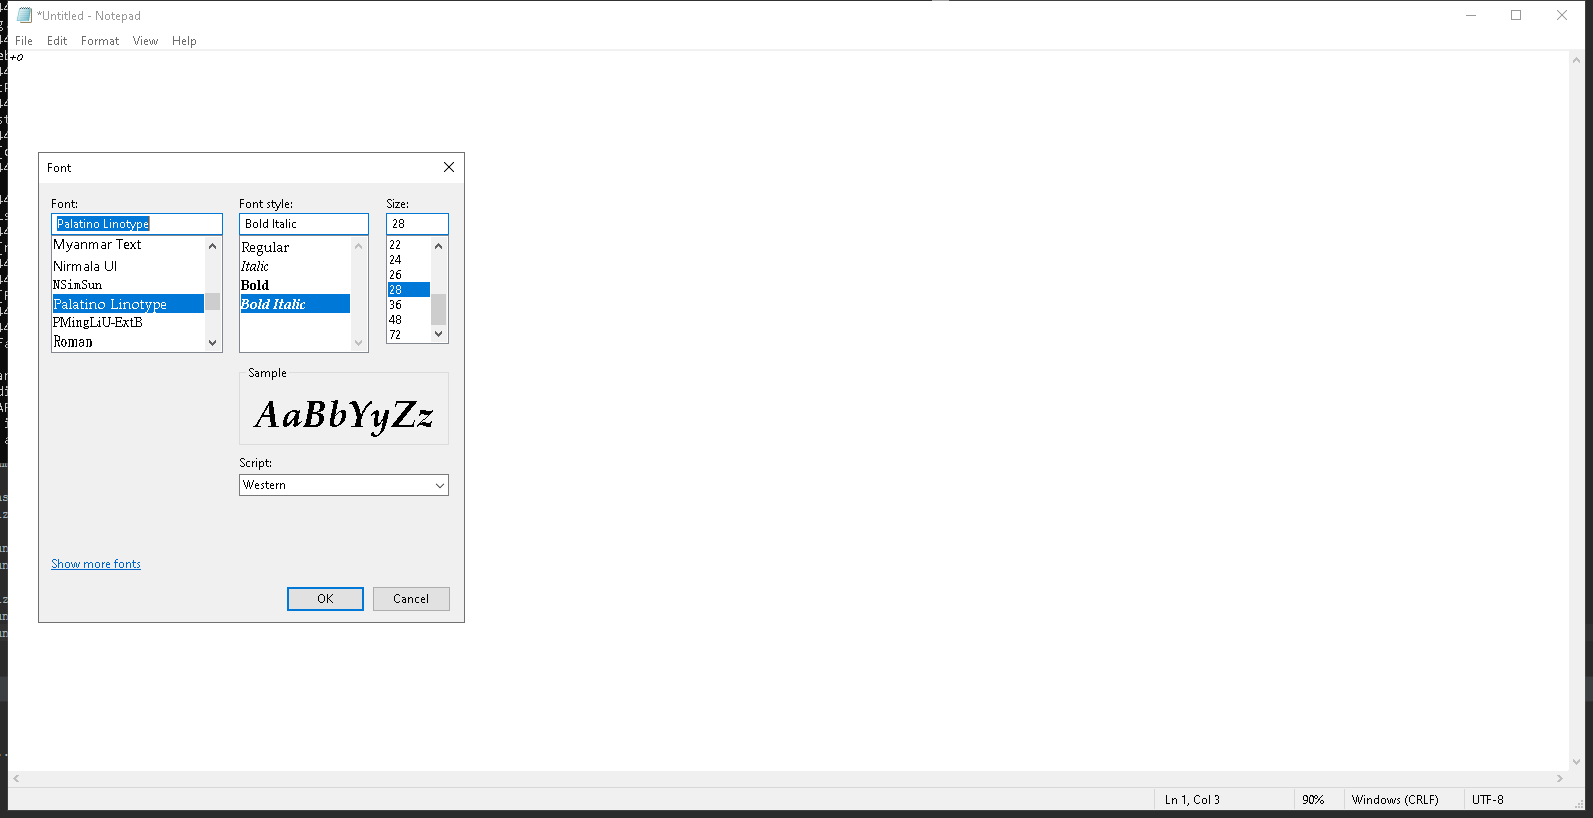 *Untitled - Notepad
File Edit Format View Help
+o
Font
Font: Font style: Size:
Palatino Linotype Bold Italic 28
Myanmar Text
Nirmala UI
NSimSun
Palatino Linotype
PMingLiU-ExtB
Roman
Regular
Italic
Bold
Bold Italic
22
24
26
28
36
48
72
Sample
AaBbYyZz
Script:
Western
Show more fonts
OK Cancel
Ln 1, Col 3 90% Windows (CRLF) UTF-8